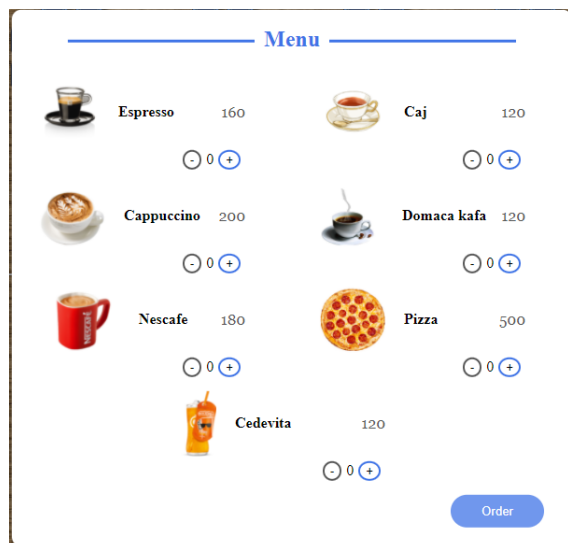 Menu
Espresso 160
- 0 +
Caj 120
- 0 +
Cappuccino 200
- 0 +
Domaca kafa 120
- 0 +
NESCAFÉ
Nescafe 180
- 0 +
Pizza 500
- 0 +
Cedevita 120
- 0 +
Order